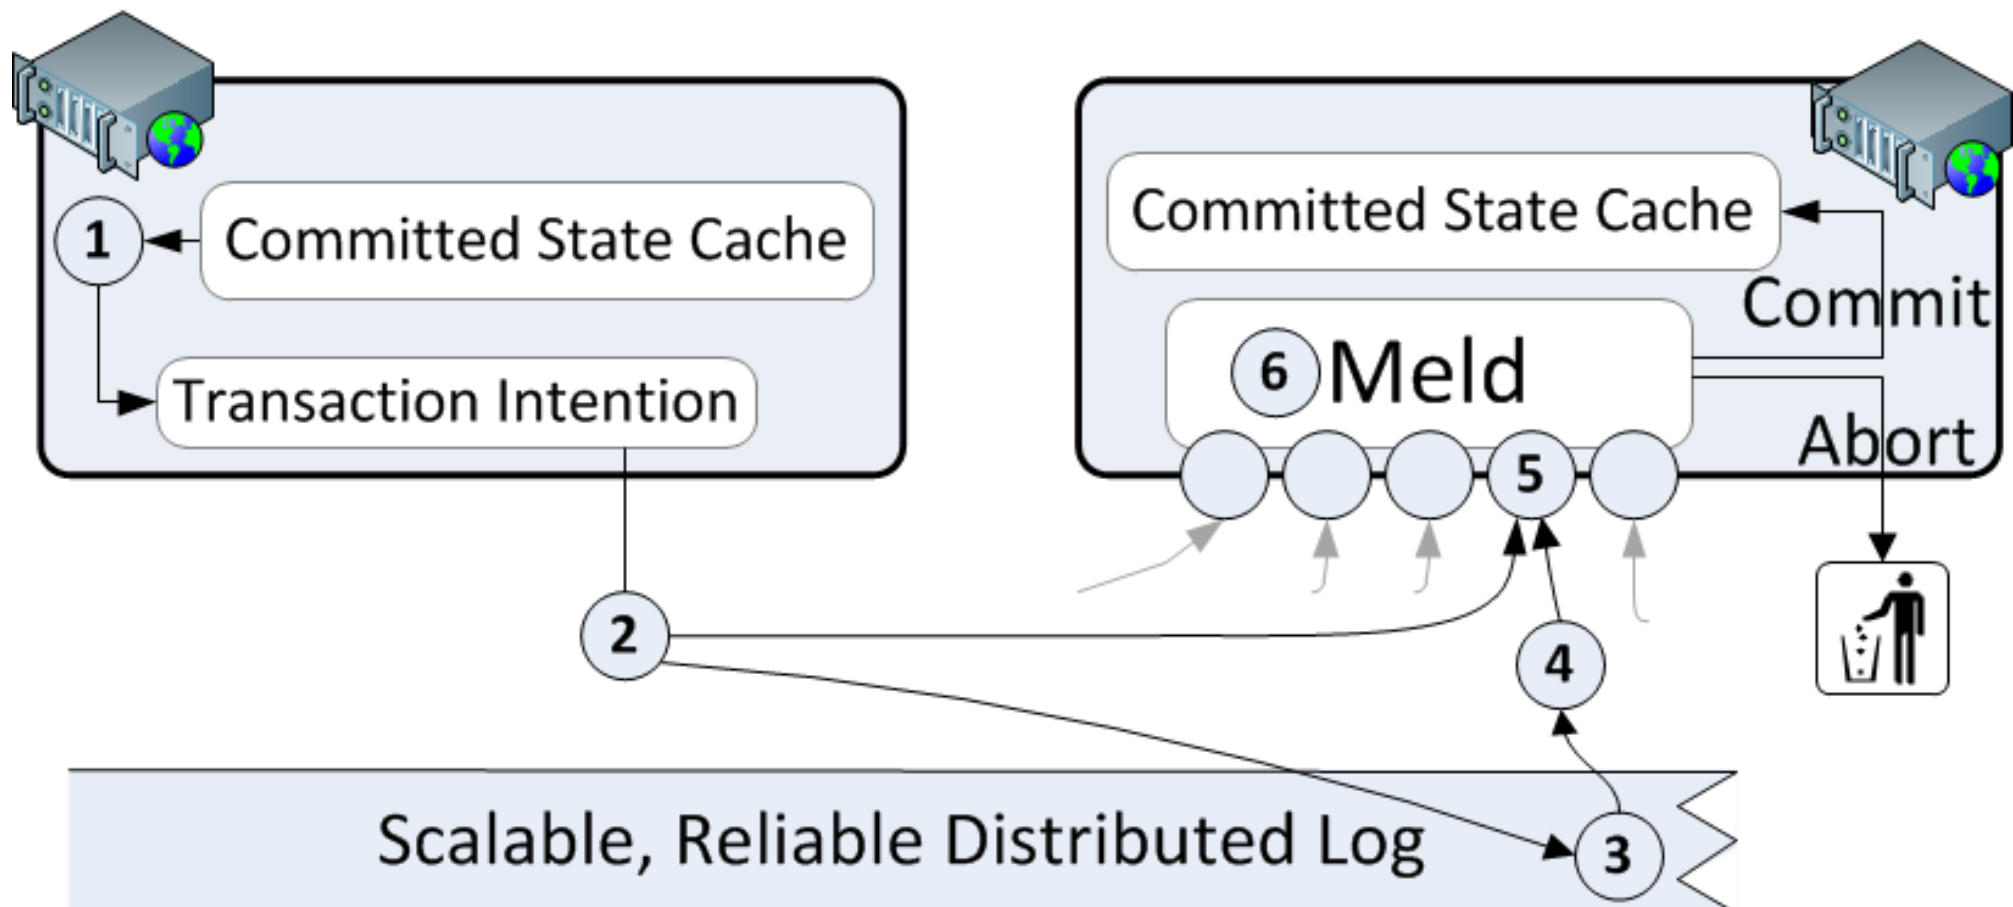 1
Committed State Cache
Transaction Intention
2
Committed State Cache
Commit
6 Meld
Abort
5
4
Scalable, Reliable Distributed Log
3